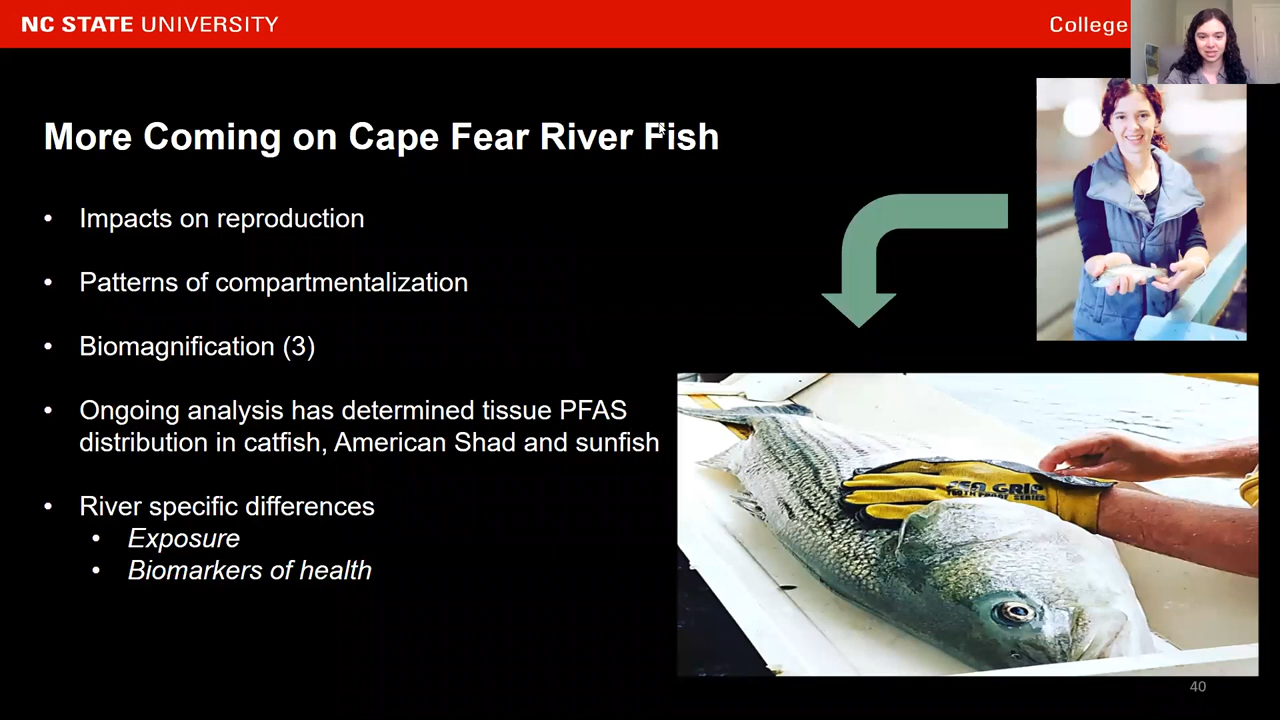 NC STATE UNIVERSITY
College
More Coming on Cape Fear River Fish
• Impacts on reproduction
• Patterns of compartmentalization
• Biomagnification (3)
• Ongoing analysis has determined tissue PFAS
distribution in catfish, American Shad and sunfish
• River specific differences
• Exposure
• Biomarkers of health
GRIP
40